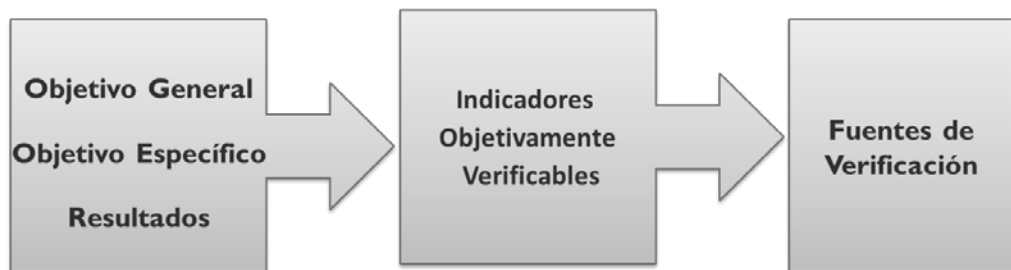 Objetivo General
Objetivo Específico
Resultados
Indicadores
Objetivamente
Verificables
Fuentes de
Verificación